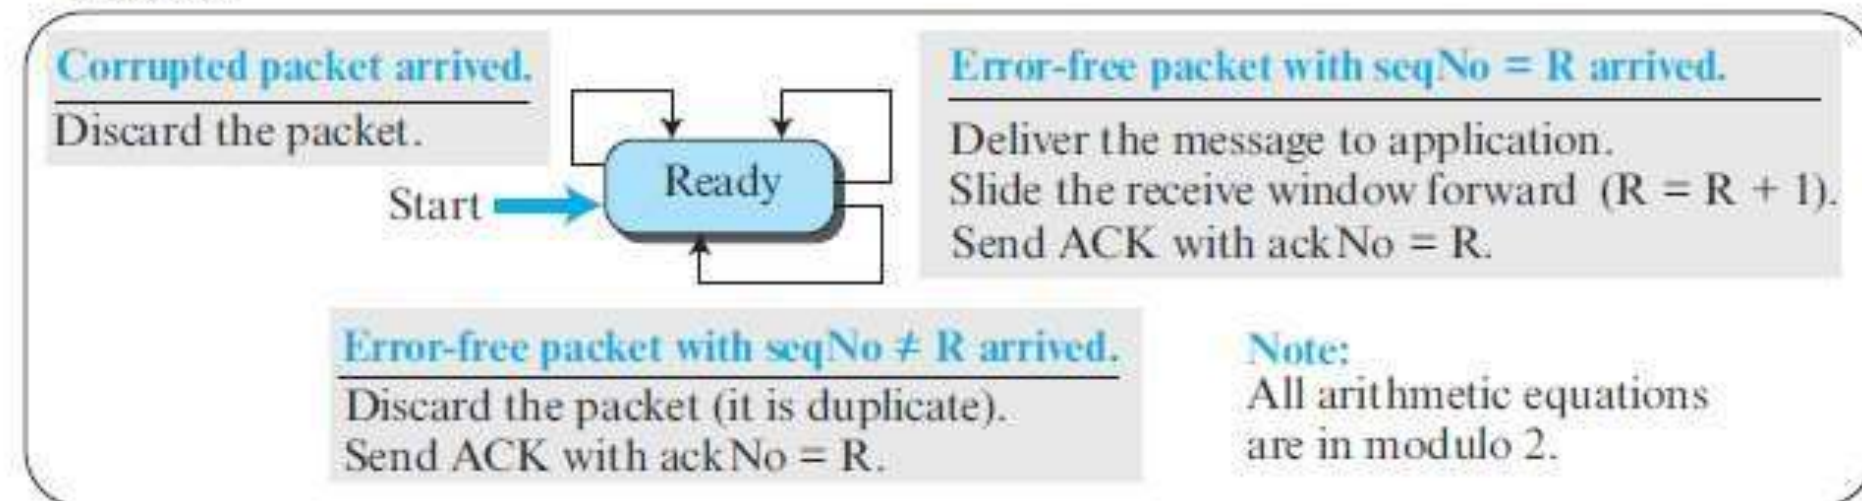 Corrupted packet arrived.
Discard the packet.
Start
Ready
Error-free packet with seqNo = R arrived.
Deliver the message to application.
Slide the receive window forward (R = R + 1).
Send ACK with ackNo = R.
Error-free packet with seqNo ≠ R arrived.
Discard the packet (it is duplicate).
Send ACK with ackNo = R.
Note:
All arithmetic equations
are in modulo 2.